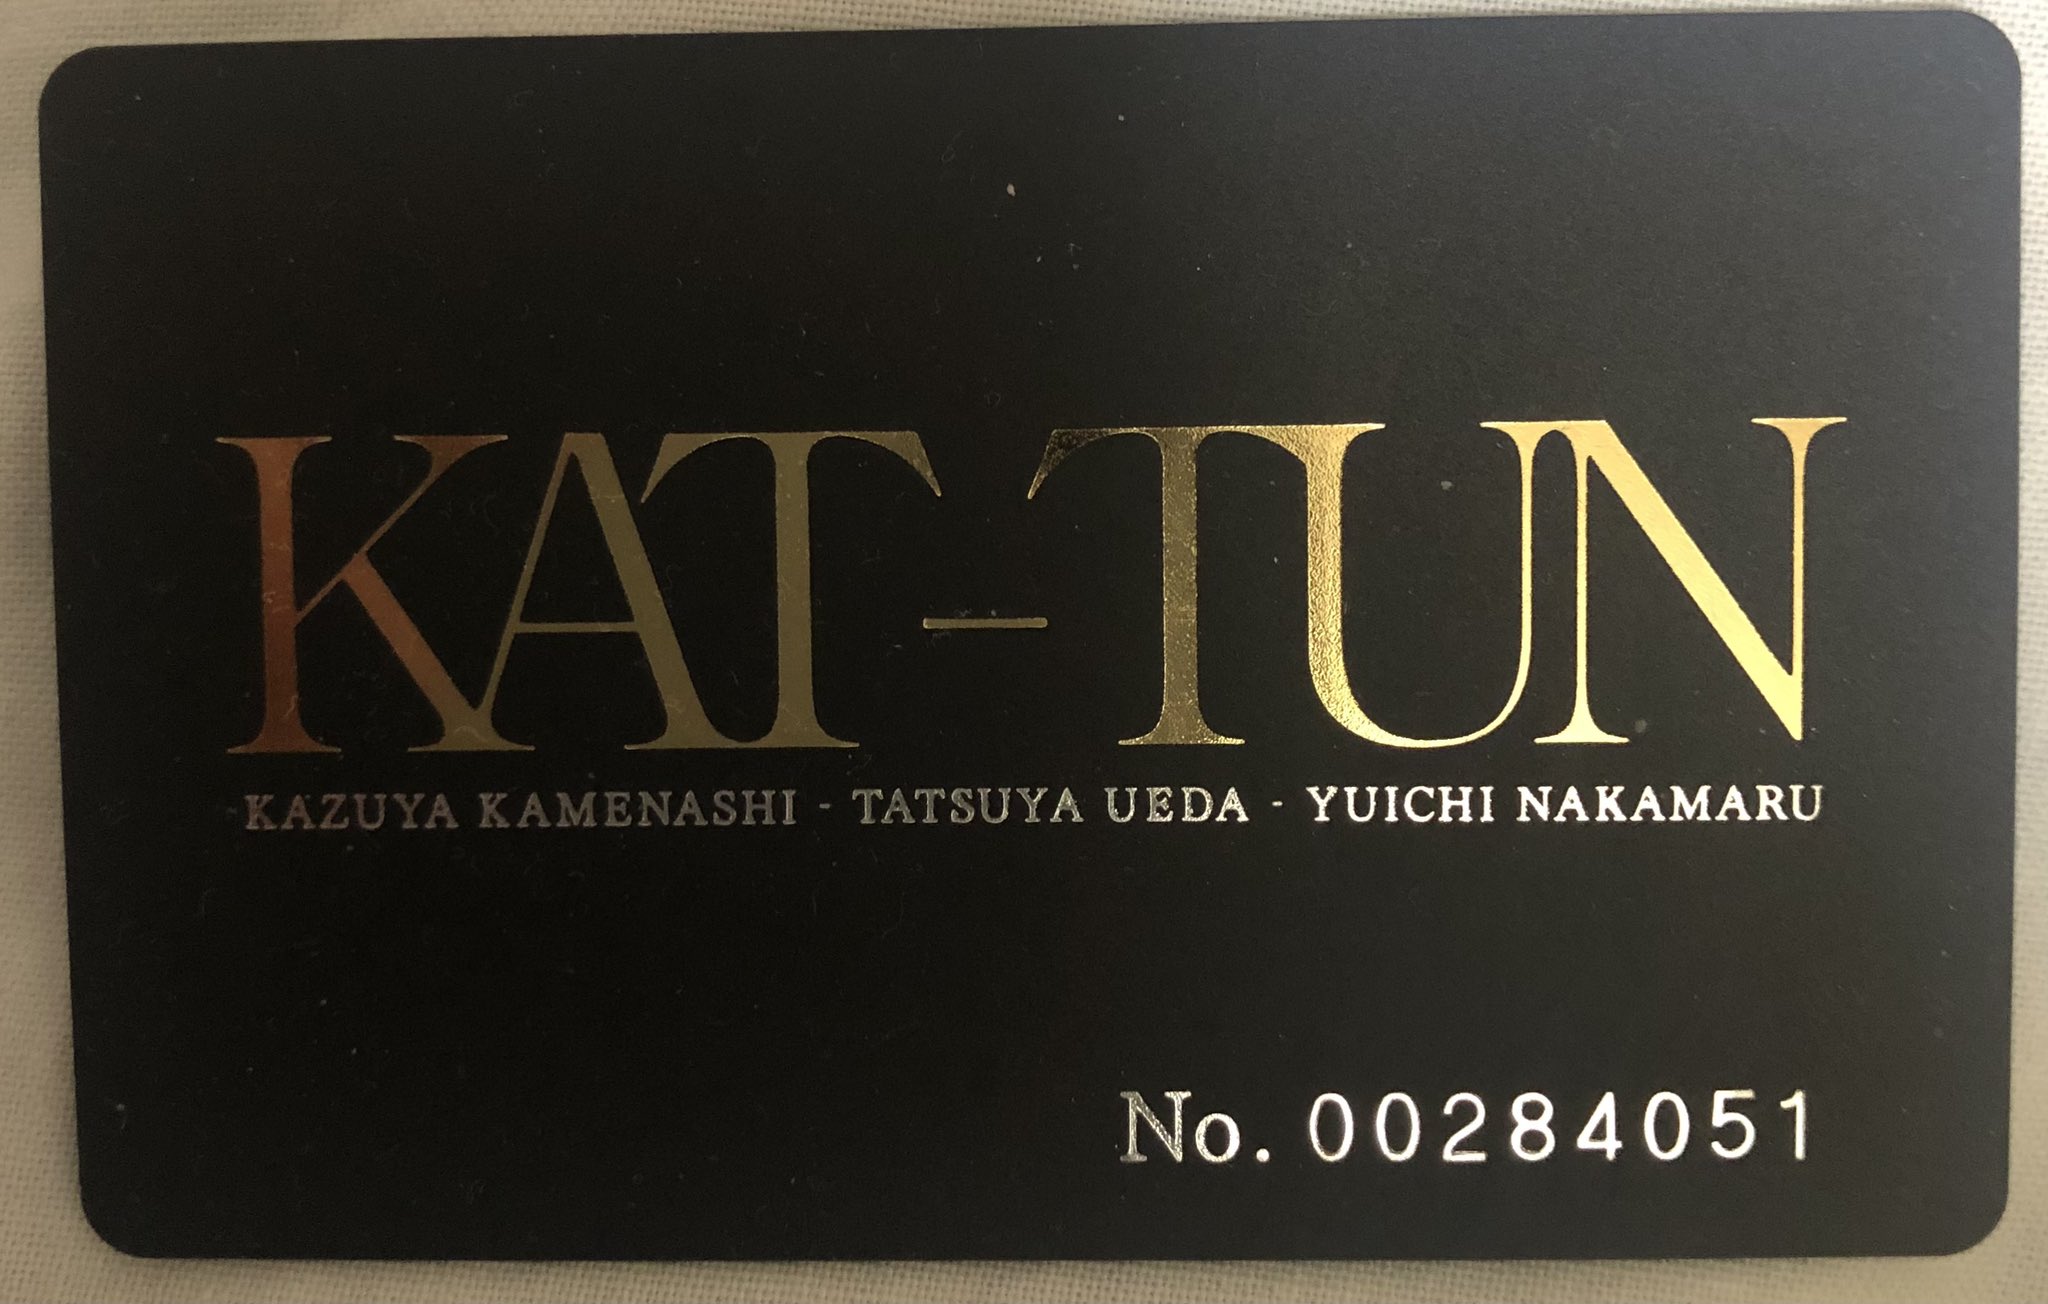 KAT-TUN
KAZUYA KAMENASHI - TATSUYA UEDA - YUICHI NAKAMARU
No. 00284051